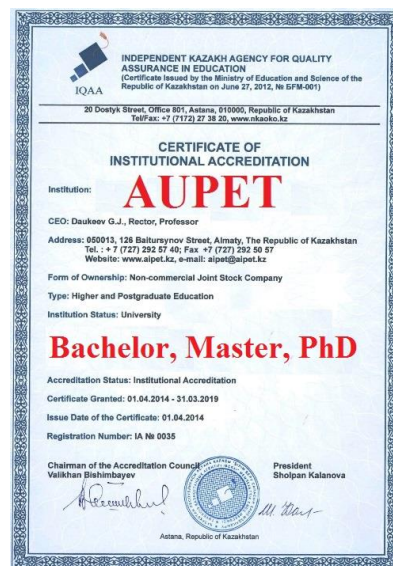 IQAA
INDEPENDENT KAZAKH AGENCY FOR QUALITY
ASSURANCE IN EDUCATION
(Certificate issued by the Ministry of Education and Science of the
Republic of Kazakhstan on June 27, 2012, № БFM-001)
20 Dostyk Street, Office 801, Astana, 010000, Republic of Kazakhstan
Tel/Fax: +7 (7172) 27 38 20, www.nkaoko.kz
CERTIFICATE OF
INSTITUTIONAL ACCREDITATION
Institution:
AUPET
CEO: Daukeev G.J., Rector, Professor
Address: 050013, 126 Baitursynov Street, Almaty, The Republic of Kazakhstan
Tel. : + 7 (727) 292 57 40; Fax +7 (727) 292 50 57
Website: www.aipet.kz, e-mail: aipet@aipet.kz
Form of Ownership: Non-commercial Joint Stock Company
Type: Higher and Postgraduate Education
Institution Status: University
Bachelor, Master, PhD
Accreditation Status: Institutional Accreditation
Certificate Granted: 01.04.2014 - 31.03.2019
Issue Date of the Certificate: 01.04.2014
Registration Number: IA № 0035
Chairman of the Accreditation Council
Valikhan Bishimbayev
President
Sholpan Kalanova
Astana, Republic of Kazakhstan